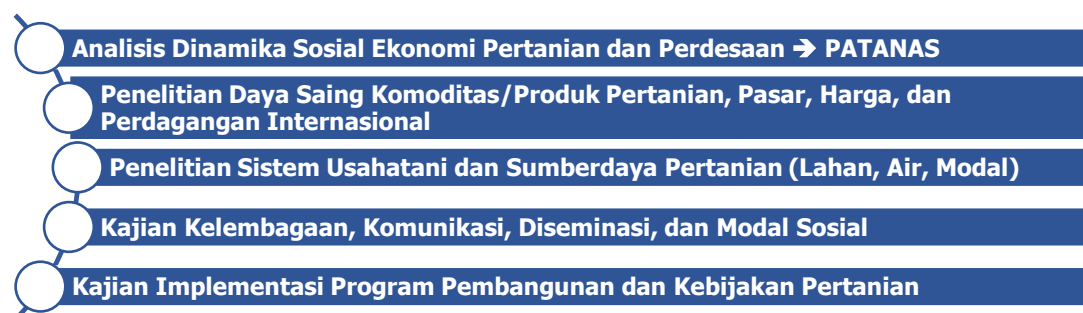 Analisis Dinamika Sosial Ekonomi Pertanian dan Perdesaan ➔ PATANAS
Penelitian Daya Saing Komoditas/Produk Pertanian, Pasar, Harga, dan
Perdagangan Internasional
Penelitian Sistem Usahatani dan Sumberdaya Pertanian (Lahan, Air, Modal)
Kajian Kelembagaan, Komunikasi, Diseminasi, dan Modal Sosial
Kajian Implementasi Program Pembangunan dan Kebijakan Pertanian